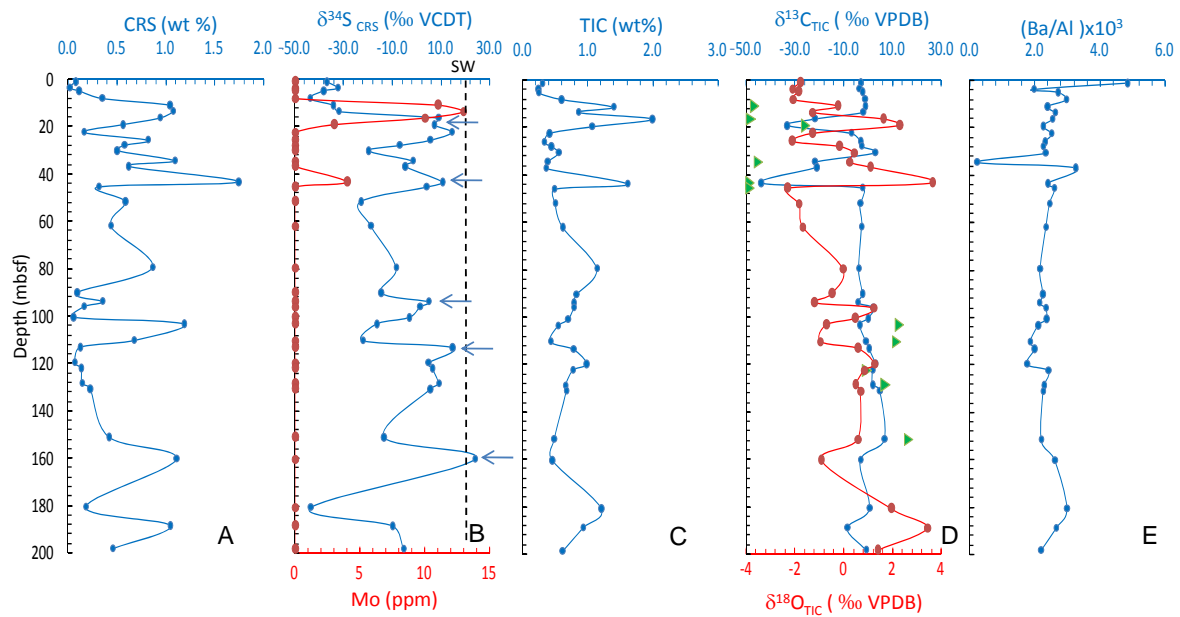 CRS (wt %)
δ³⁴S CRS (‰ VCDT)
TIC (wt%)
δ¹³C TIC (‰ VPDB)
(Ba/Al )x10³
0.0 0.5 1.0 1.5 2.0
-50.0 -30.0 -10.0 10.0 30.0
0.0 1.0 2.0 3.0
-50.0 -30.0 -10.0 10.0 30.0
0.0 2.0 4.0 6.0
SW
0
20
40
60
80
100
120
140
160
180
200
Depth (mbsf)
A
B
C
D
E
0 5 10 15
-4 -2 0 2 4
Mo (ppm)
δ¹⁸O TIC ( ‰ VPDB)